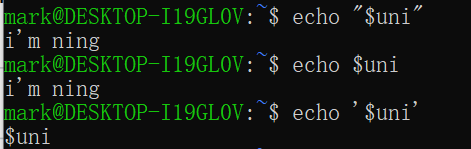 mark@DESKTOP-I19GLOV:~$ echo "$uni"
i'm ning
mark@DESKTOP-I19GLOV:~$ echo $uni
i'm ning
mark@DESKTOP-I19GLOV:~$ echo '$uni'
$uni